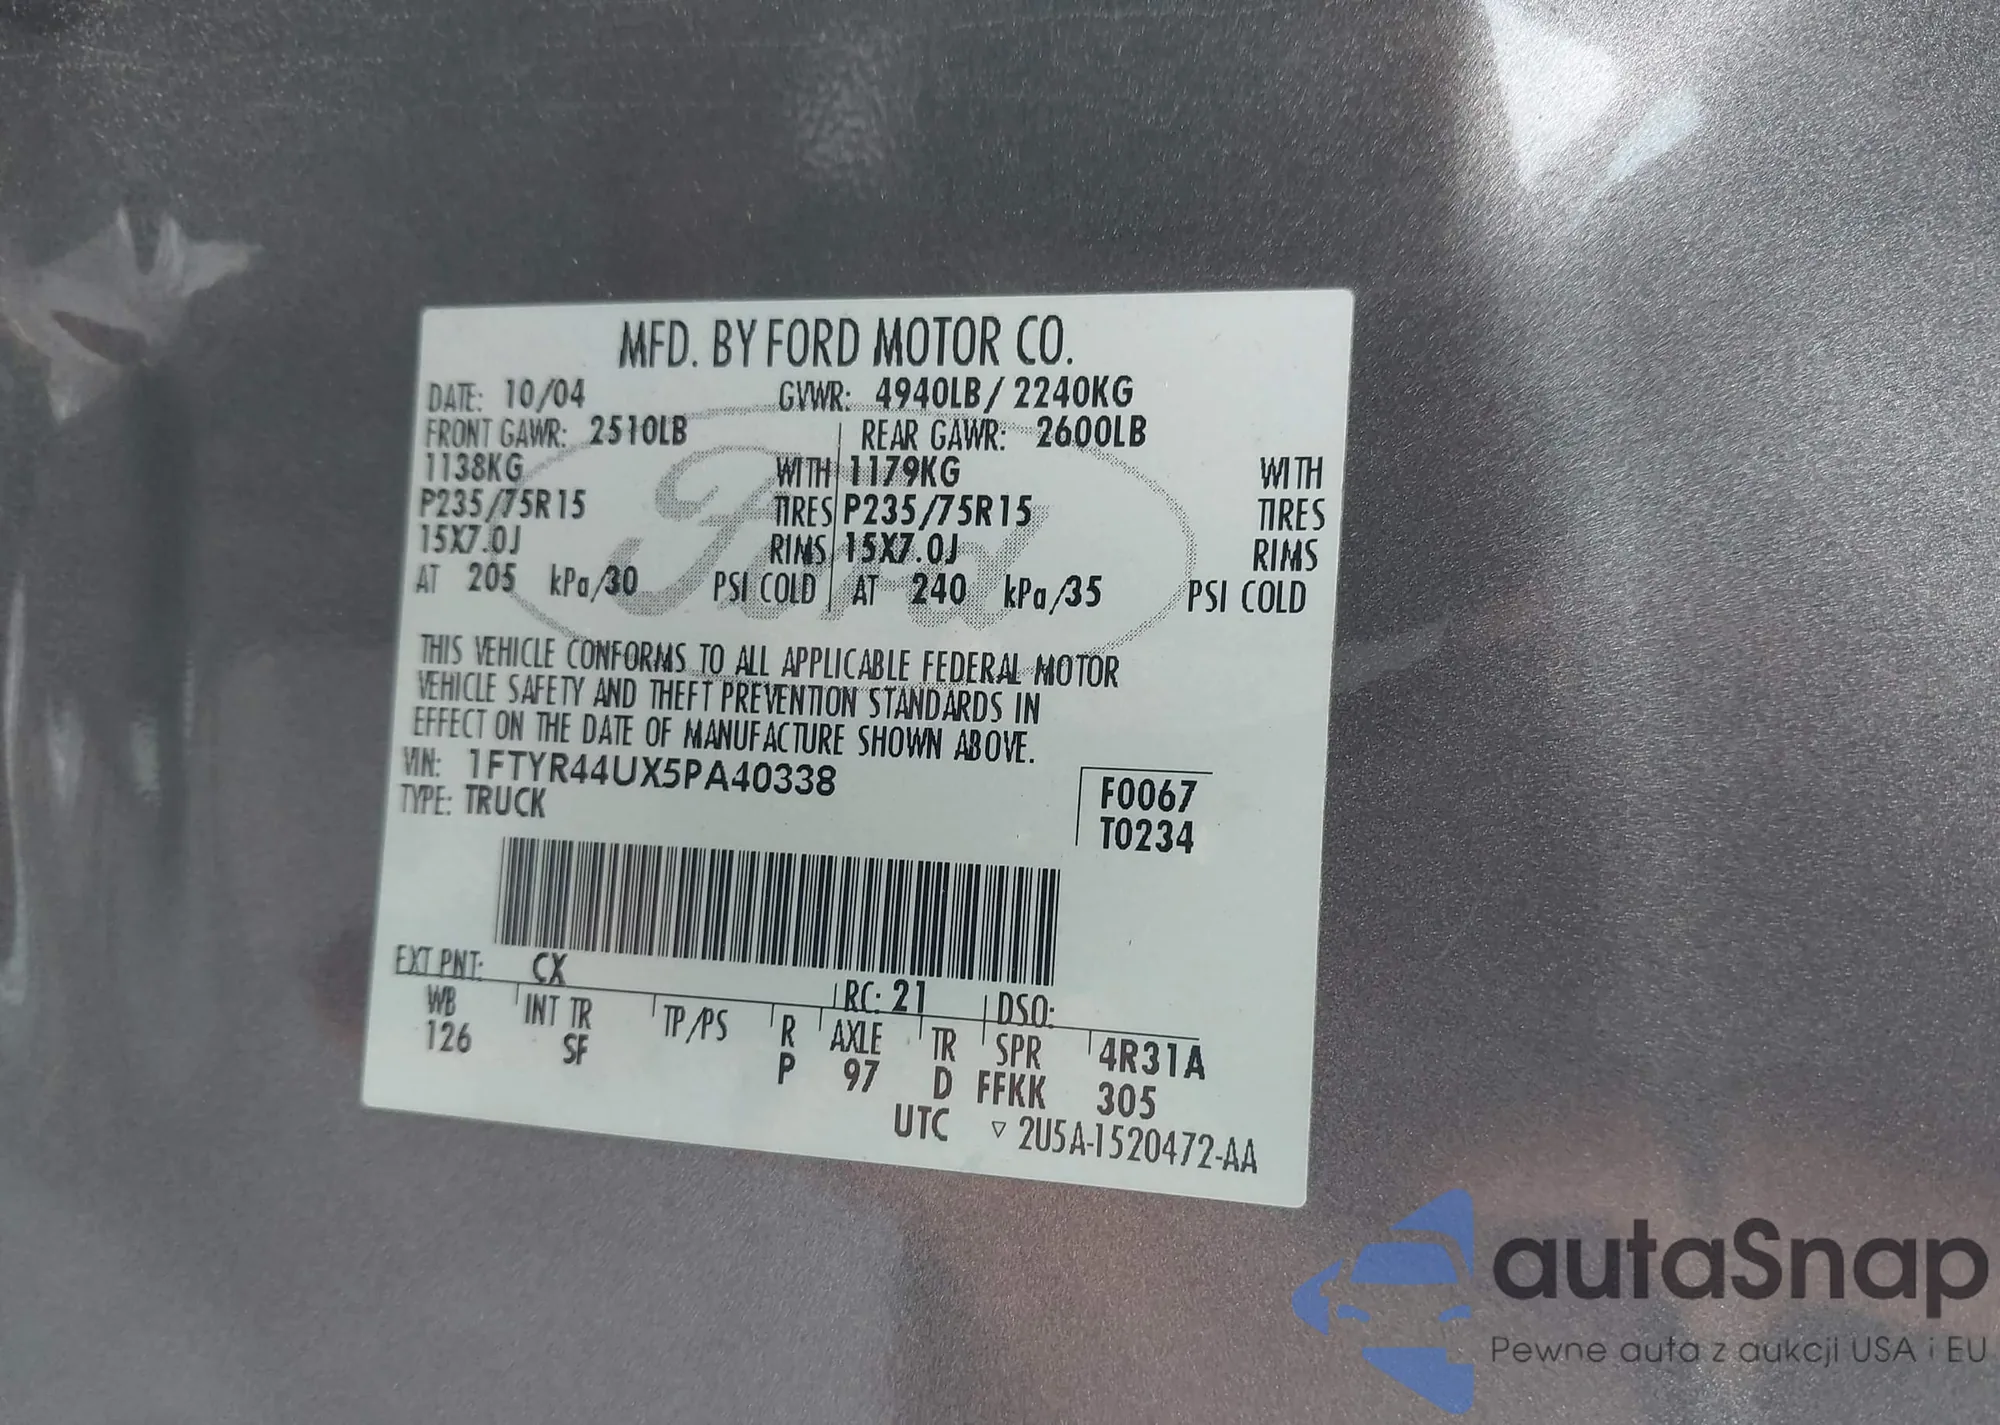 MFD. BY FORD MOTOR CO.
DATE: 10/04 GVWR: 4940LB/ 2240KG
FRONT GAWR: 2510LB REAR GAWR: 2600LB
1138KG WITH 1179KG WITH
P235/75R15 TIRES P235/75R15 TIRES
15X7.0J RIMS 15X7.0J RIMS
AT 205 kPa/30 PSI COLD AT 240 kPa/35 PSI COLD
Ford
THIS VEHICLE CONFORMS TO ALL APPLICABLE FEDERAL MOTOR
VEHICLE SAFETY AND THEFT PREVENTION STANDARDS IN
EFFECT ON THE DATE OF MANUFACTURE SHOWN ABOVE.
VIN: 1FTYR44UX5PA40338
TYPE: TRUCK
F0067
T0234
EXT PNT: CX RC: 21 DSO:
WB INT TR TP/PS R AXLE TR SPR 4R31A
126 SF P 97 D FFKK 305
UTC ▽ 2U5A-1520472-AA
autaSnap
Pewne auta z aukcji USA i EU